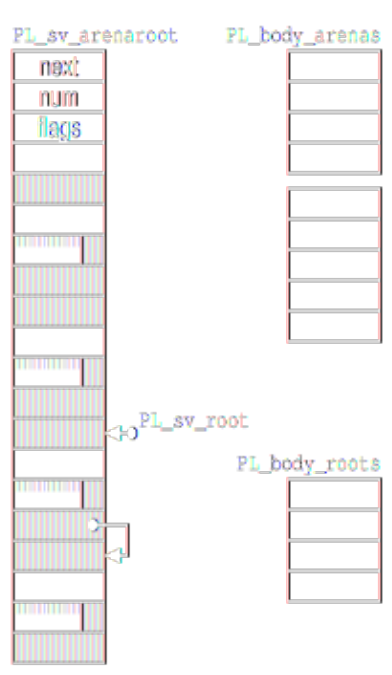 PL_sv_arenaroot
PL_body_arenas
next
num
flags
PL_sv_root
PL_body_roots